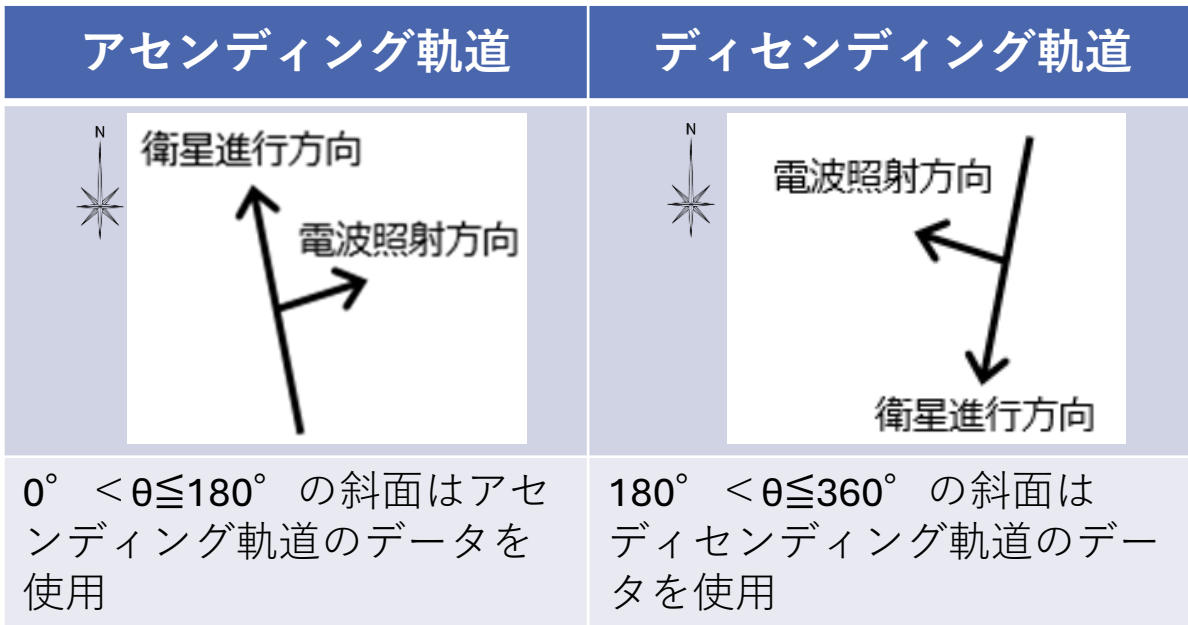 アセンディング軌道
ディセンディング軌道
N
衛星進行方向
電波照射方向
N
電波照射方向
衛星進行方向
0° <θ≦180° の斜面はアセ
ンディング軌道のデータを
使用
180° <θ≦360° の斜面は
ディセンディング軌道のデー
タを使用